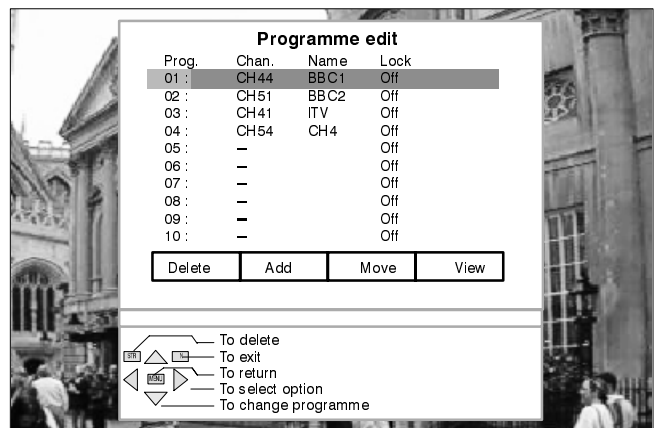 Programme edit
Prog. Chan. Name Lock
01 : CH44 BBC1 Off
02 : CH51 BBC2 Off
03 : CH41 ITV Off
04 : CH54 CH4 Off
05 : – Off
06 : – Off
07 : – Off
08 : – Off
09 : – Off
10 : – Off
Delete Add Move View
To delete
STR N To exit
MENU To return
To select option
To change programme